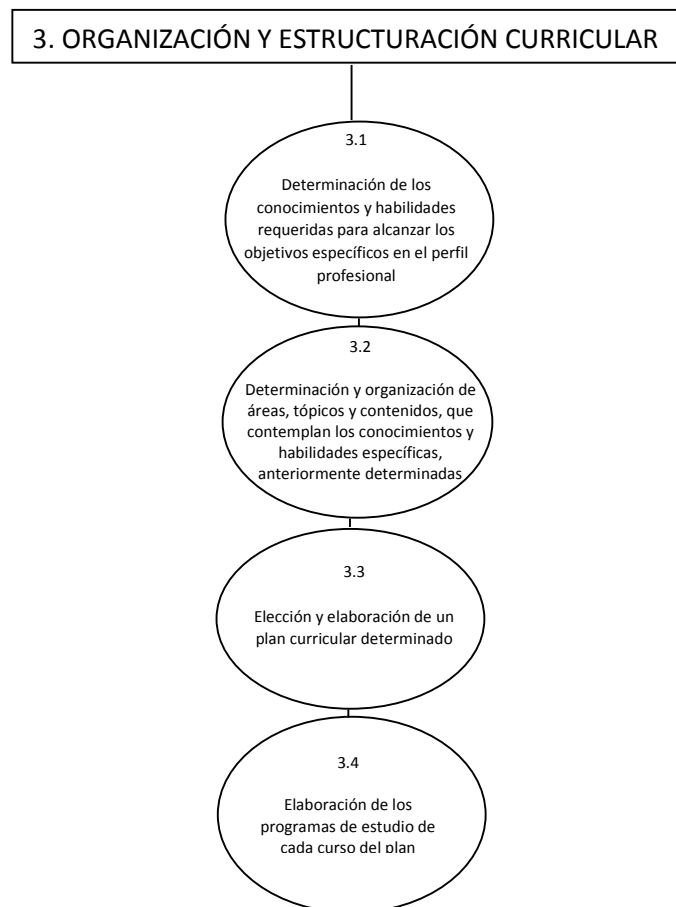 3. ORGANIZACIÓN Y ESTRUCTURACIÓN CURRICULAR
3.1
Determinación de los
conocimientos y habilidades
requeridas para alcanzar los
objetivos específicos en el perfil
profesional
3.2
Determinación y organización de
áreas, tópicos y contenidos, que
contemplan los conocimientos y
habilidades específicas,
anteriormente determinadas
3.3
Elección y elaboración de un
plan curricular determinado
3.4
Elaboración de los
programas de estudio de
cada curso del plan